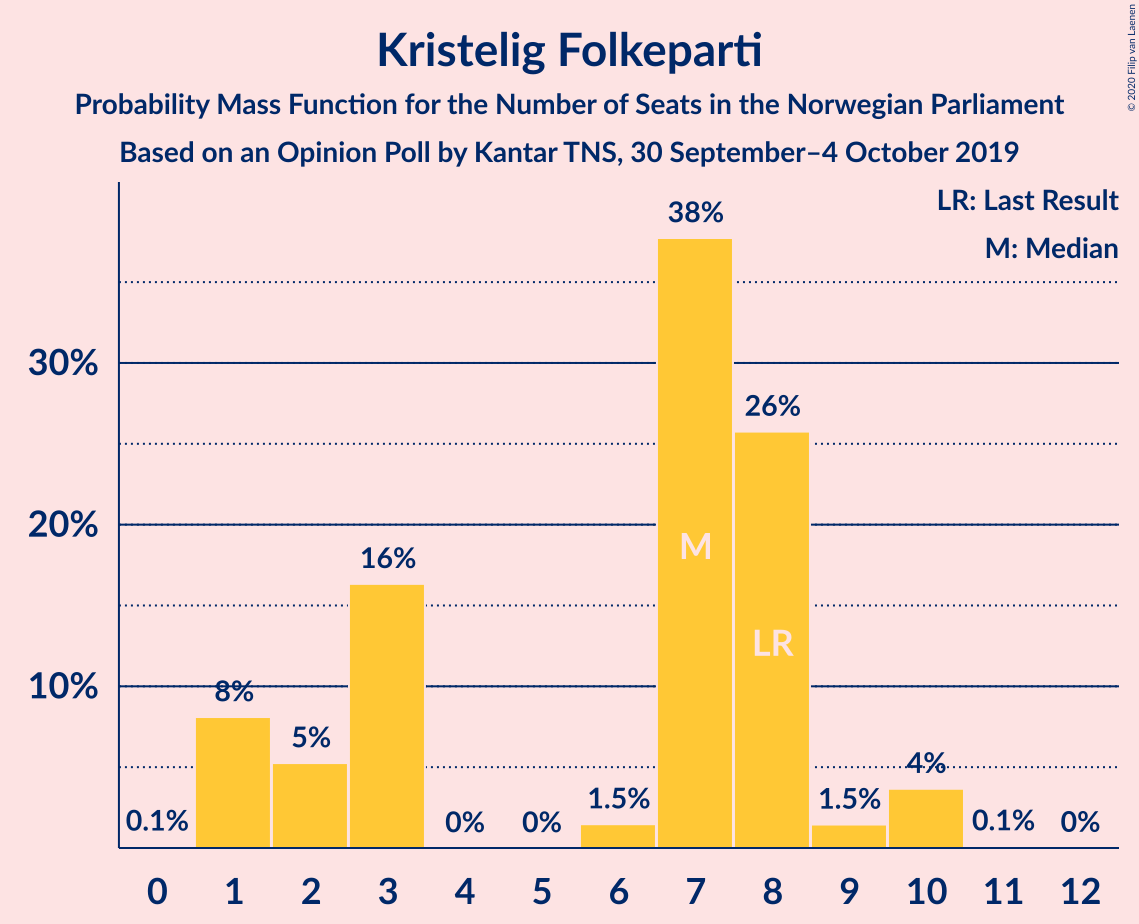 © 2020 Filip van Laenen
Kristelig Folkeparti
Probability Mass Function for the Number of Seats in the Norwegian Parliament
Based on an Opinion Poll by Kantar TNS, 30 September–4 October 2019
LR: Last Result
M: Median
38%
30%
26%
20%
16%
M
LR
10%
8%
5%
4%
0.1%
0%
0%
1.5%
1.5%
0.1%
0%
0 1 2 3 4 5 6 7 8 9 10 11 12